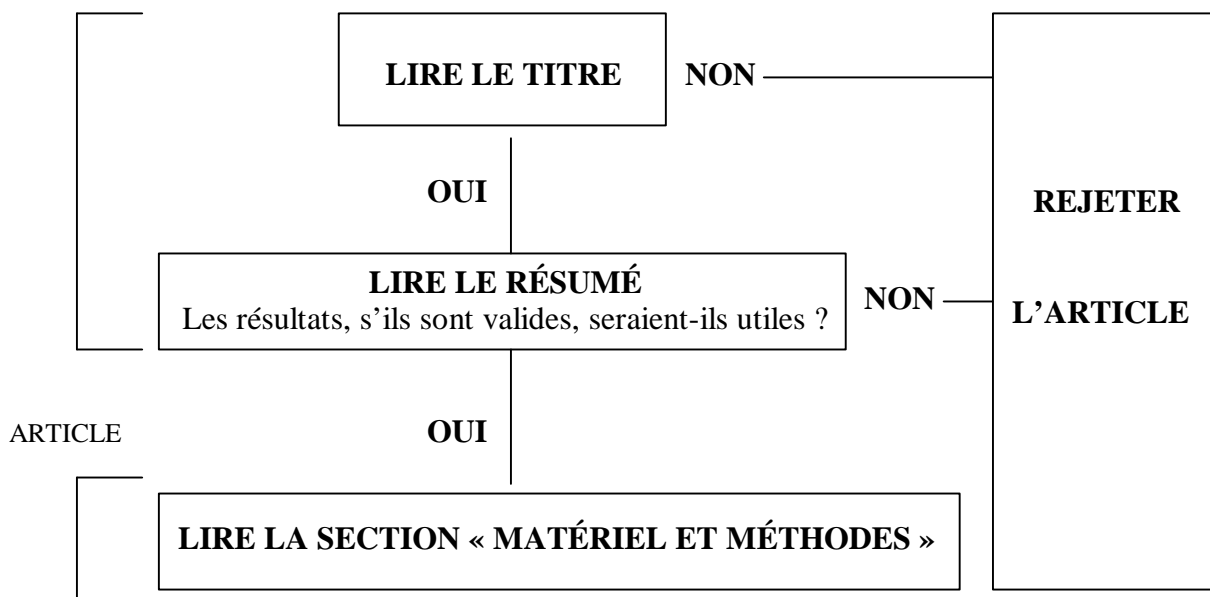 LIRE LE TITRE
NON
OUI
REJETER
LIRE LE RÉSUMÉ
Les résultats, s’ils sont valides, seraient-ils utiles ?
NON
L’ARTICLE
ARTICLE
OUI
LIRE LA SECTION « MATÉRIEL ET MÉTHODES »